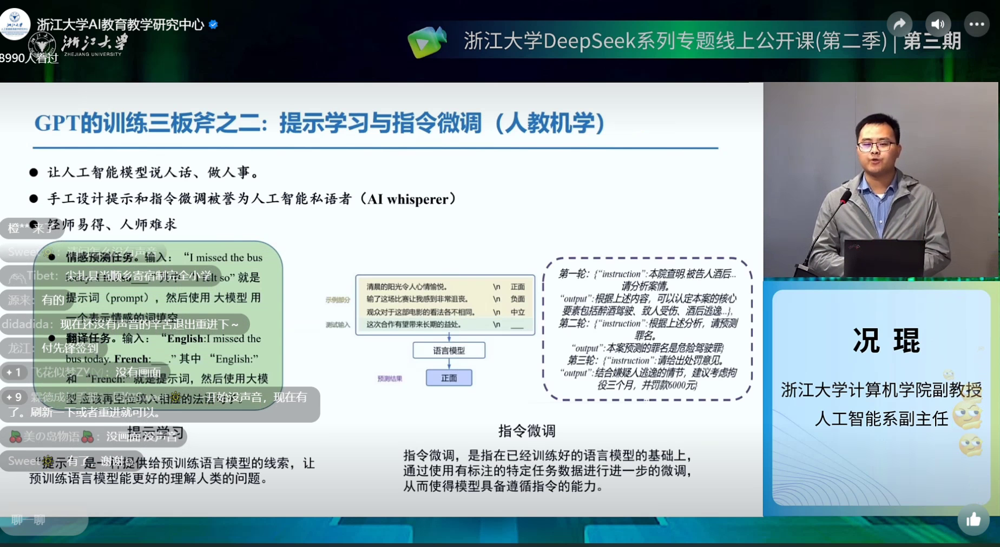 浙江大学AI教育教学研究中心
浙江大学
ZHEJIANG UNIVERSITY
8990人看过
浙江大学DeepSeek系列专题线上公开课(第二季) | 第三期
GPT的训练三板斧之二：提示学习与指令微调（人教机学）
● 让人工智能模型说人话、做人事。
● 手工设计提示和指令微调被誉为人工智能私语者（AI whisperer）
● 经师易得、人师难求
橙** 来了
Sweet : 请问怎么没有声音
Tibet: 尖扎县当顺乡寄宿制完全小学
源来: 有的
didadida: 现在还没有声音的辛苦退出重进下~
龙江: 付先锋签到
+1 飞花似梦ZY : 没有画面
+9
一开始没声音，现在有
了。刷新一下或者重进就可以。
美の岛物语 : 没画面 没声音
Sweet : 有了，谢谢
聊一聊
● 情感预测任务。输入： “I missed the bus
felt so” 就是
提示词（prompt），然后使用 大模型 用
一个表示情感的词填空
● 翻译任务。输入： “English:I missed the
bus today. French:___.” 其中 “English:”
和 “French:” 就是提示词，然后使用大模
型 应该再空位填入相应的法语
提示学习
“提示” 是一种提供给预训练语言模型的线索，让
预训练语言模型能更好的理解人类的问题。
示例部分
清晨的阳光令人心情愉悦。 \n 正面
输了这场比赛让我感到非常沮丧。 \n 负面
观众对于这部电影的看法各不相同。 \n 中立
测试输入
这次合作有望带来长期的益处。 \n ___
语言模型
预测结果
正面
第一轮：{“instruction”:本院查明,被告人酒后...
请分析案情。
“output”:根据上述内容，可以认定本案的核心
要素包括醉酒驾驶、致人受伤、酒后逃逸...},
第二轮：{“instruction”:根据上述分析，请预测
罪名。
“output”:本案预测的罪名是危险驾驶罪}
第三轮：{“instruction”:请给出处罚意见。
“output”:结合嫌疑人逃逸的情节，建议考虑拘
役三个月，并罚款6000元}
...
指令微调
指令微调，是指在已经训练好的语言模型的基础上，
通过使用有标注的特定任务数据进行进一步的微调，
从而使得模型具备遵循指令的能力。
况 琨
浙江大学计算机学院副教授
人工智能系副主任